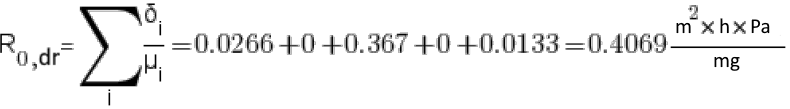 R₀,dr = ∑ᵢ δᵢ/μᵢ = 0.0266 + 0 + 0.367 + 0 + 0.0133 = 0.4069 m² × h × Pa / mg